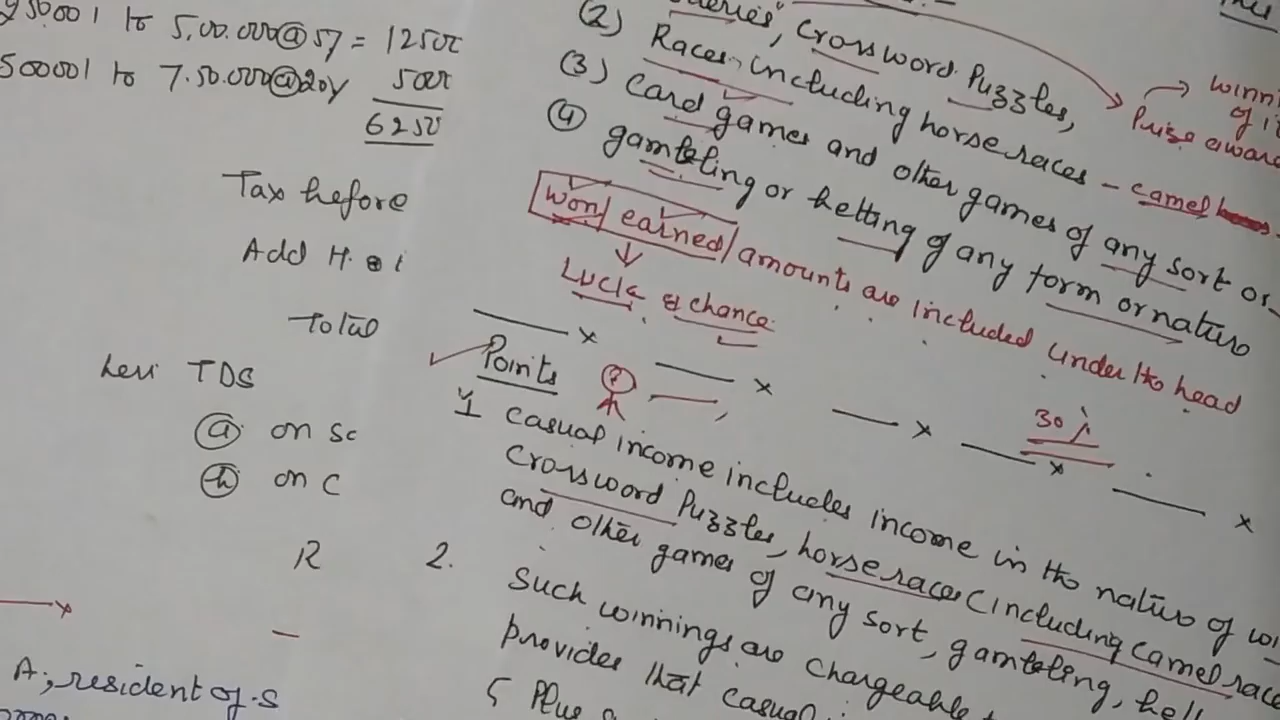 250001 to 5,00.000@5% = 12500
500001 to 7.50.000@20% 5000
62500
Tax before
Add H. & i
Total
Less TDS
(a) on Sc
(b) on C
R
A; resident of S
Crossword Puzzles,
(2) Races, including horse races - camel
(3) Card games and other games of any sort or
(4) gambling or betting of any form or nature
won/ earned/ amounts are included under the head
Luck & chance
→ winni
of it
Prize award
30%
Points
1 Casual income includes income in the nature of wi
Crossword Puzzles, horse races (including camel race
and other games of any sort, gambling, bett
2. Such winnings are chargeable t
provides that casual i
Plus